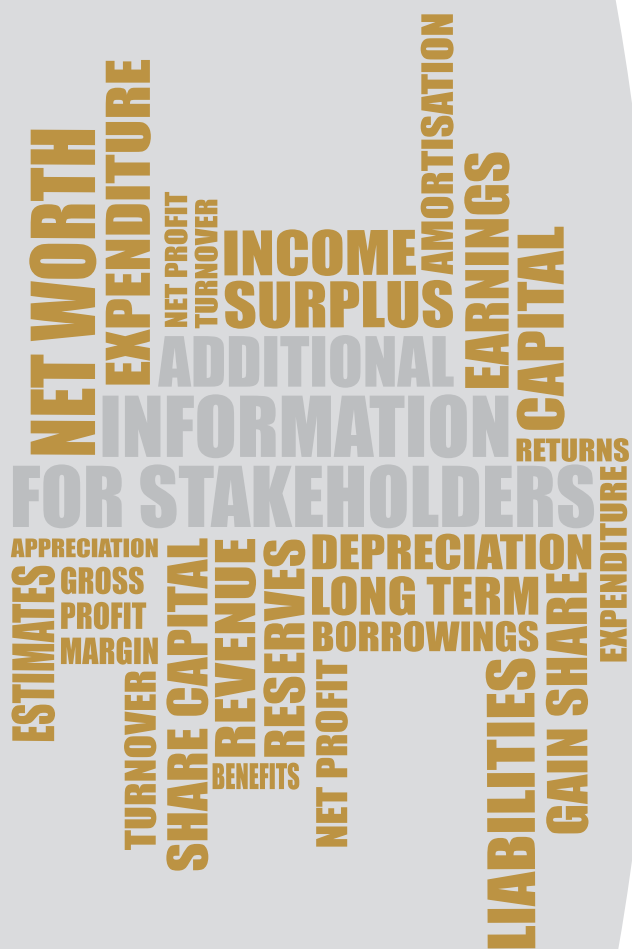 AMORTISATION
EXPENDITURE
NET WORTH
EARNINGS
NET PROFIT
TURNOVER
INCOME
SURPLUS
CAPITAL
ADDITIONAL
INFORMATION
FOR STAKEHOLDERS
RETURNS
EXPENDITURE
APPRECIATION
GROSS
PROFIT
MARGIN
ESTIMATES
TURNOVER
SHARE CAPITAL
REVENUE
RESERVES
BENEFITS
DEPRECIATION
LONG TERM
BORROWINGS
NET PROFIT
LIABILITIES
GAIN SHARE